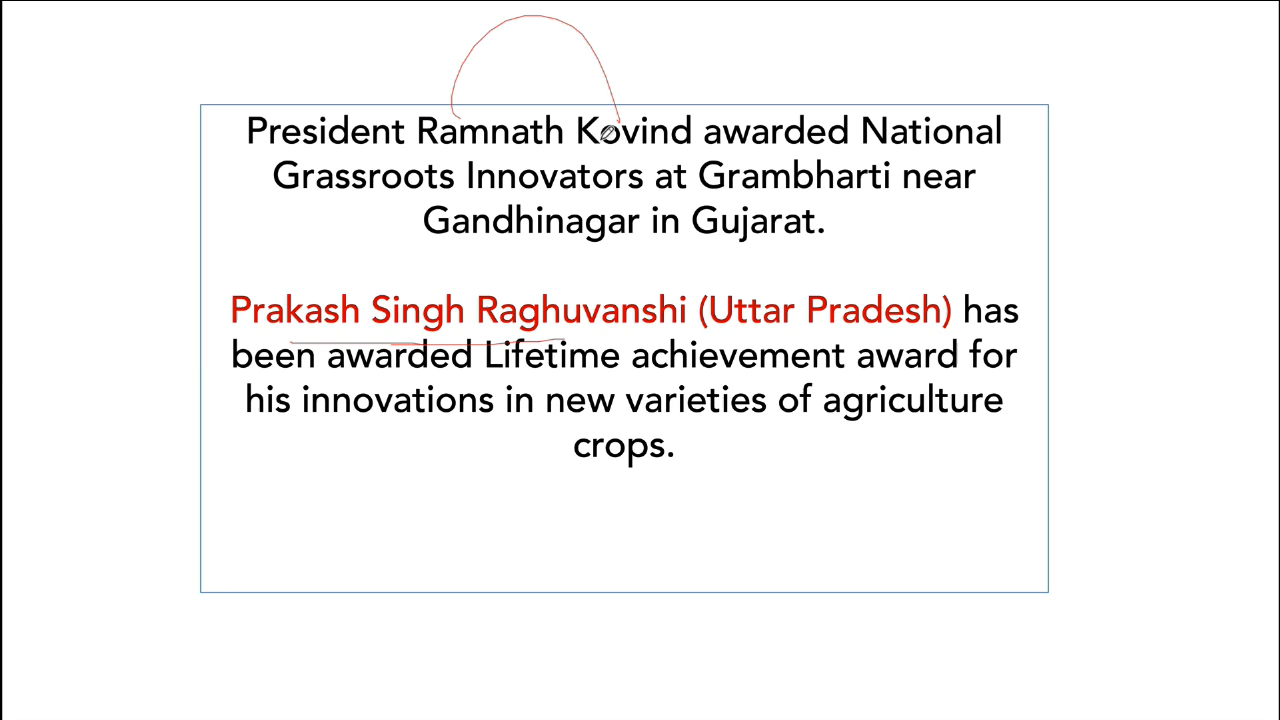 President Ramnath Kovind awarded National
Grassroots Innovators at Grambharti near
Gandhinagar in Gujarat.
Prakash Singh Raghuvanshi (Uttar Pradesh) has
been awarded Lifetime achievement award for
his innovations in new varieties of agriculture
crops.